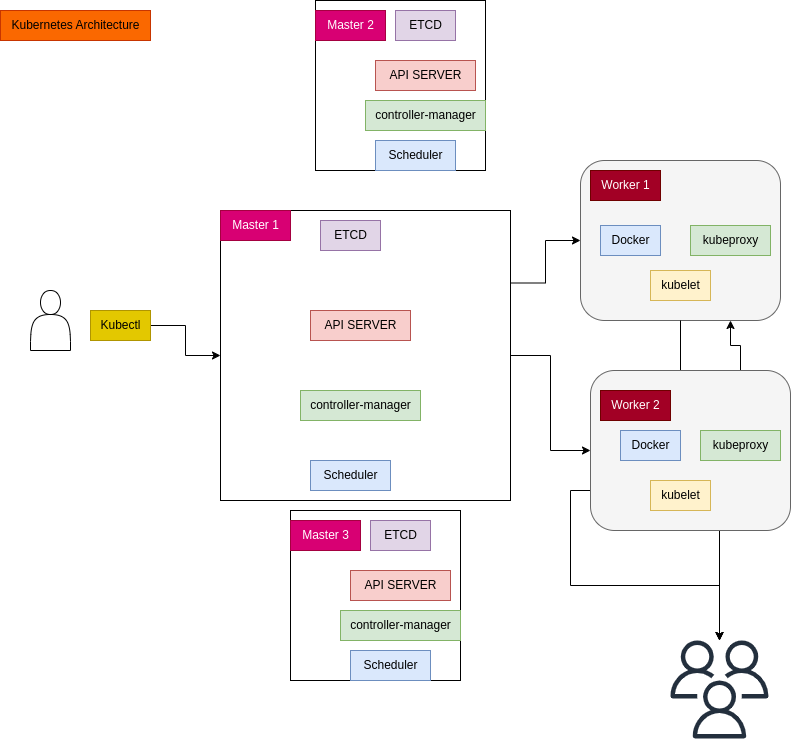 Kubernetes Architecture
Master 2
ETCD
API SERVER
controller-manager
Scheduler
Master 1
ETCD
API SERVER
controller-manager
Scheduler
Kubectl
Master 3
ETCD
API SERVER
controller-manager
Scheduler
Worker 1
Docker
kubeproxy
kubelet
Worker 2
Docker
kubeproxy
kubelet